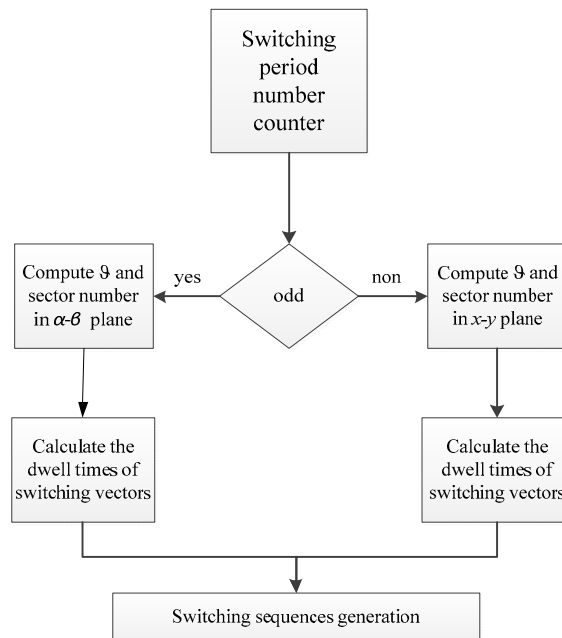 Switching
period
number
counter
yes
odd
non
Compute ϑ and
sector number
in α-β plane
Compute ϑ and
sector number
in x-y plane
Calculate the
dwell times of
switching vectors
Calculate the
dwell times of
switching vectors
Switching sequences generation